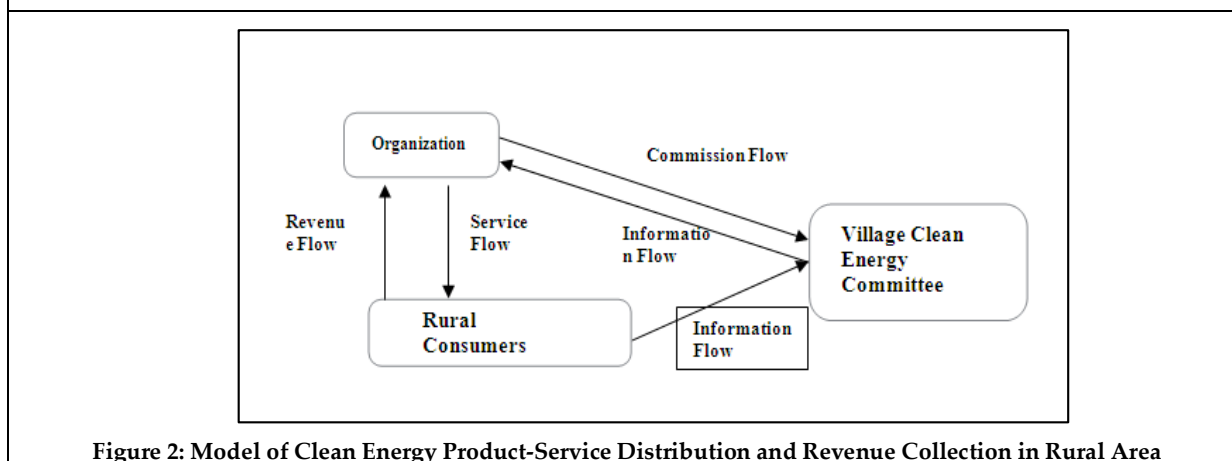 Organization
Commission Flow
Revenu
e Flow
Service
Flow
Informatio
n Flow
Village Clean
Energy
Committee
Rural
Consumers
Information
Flow
Figure 2: Model of Clean Energy Product-Service Distribution and Revenue Collection in Rural Area